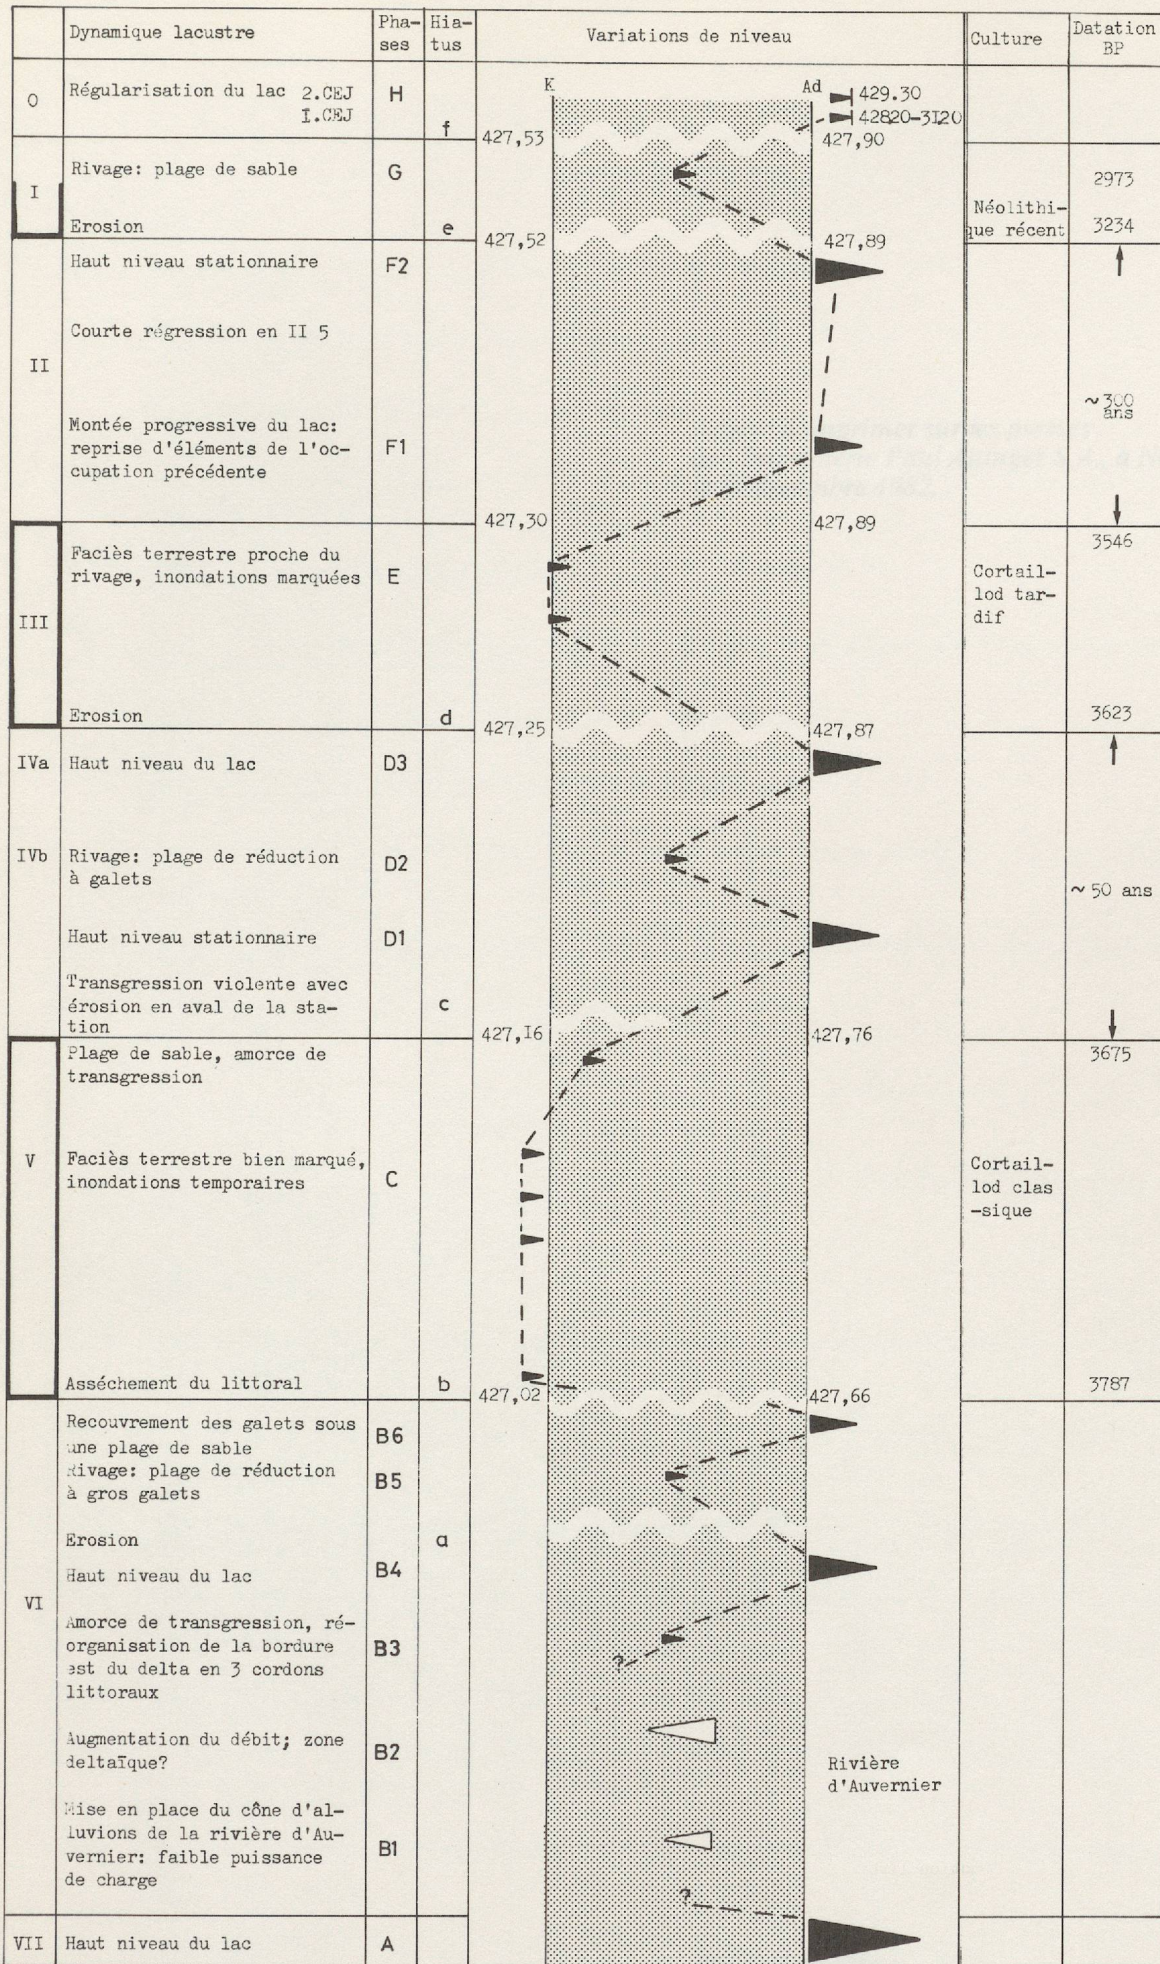 Dynamique lacustre
Pha-
ses
Hia-
tus
Variations de niveau
Culture
Datation
BP
K
Ad
O
Régularisation du lac 2.CEJ
I.CEJ
H
429.30
42820-3I20
f
427,53
427,90
I
Rivage: plage de sable
G
2973
Erosion
e
Néolithi-
que récent
3234
427,52
427,89
II
Haut niveau stationnaire
F2
Courte régression en II 5
~300
ans
Montée progressive du lac:
reprise d'éléments de l'oc-
cupation précédente
F1
427,30
427,89
III
Faciès terrestre proche du
rivage, inondations marquées
E
3546
Cortail-
lod tar-
dif
Erosion
d
3623
427,25
427,87
IVa
Haut niveau du lac
D3
IVb
Rivage: plage de réduction
à galets
D2
~50 ans
Haut niveau stationnaire
D1
Transgression violente avec
érosion en aval de la sta-
tion
c
427,I6
427,76
V
Plage de sable, amorce de
transgression
3675
Faciès terrestre bien marqué,
inondations temporaires
C
Cortail-
lod clas
-sique
Asséchement du littoral
b
3787
427,02
427,66
VI
Recouvrement des galets sous
une plage de sable
B6
Rivage: plage de réduction
à gros galets
B5
Erosion
a
Haut niveau du lac
B4
Amorce de transgression, ré-
organisation de la bordure
est du delta en 3 cordons
littoraux
B3
?
Augmentation du débit; zone
deltaïque?
B2
Rivière
d'Auvernier
Mise en place du cône d'al-
luvions de la rivière d'Au-
vernier: faible puissance
de charge
B1
?
VII
Haut niveau du lac
A